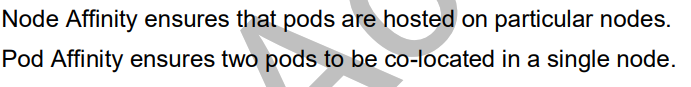 Node Affinity ensures that pods are hosted on particular nodes.
Pod Affinity ensures two pods to be co-located in a single node.